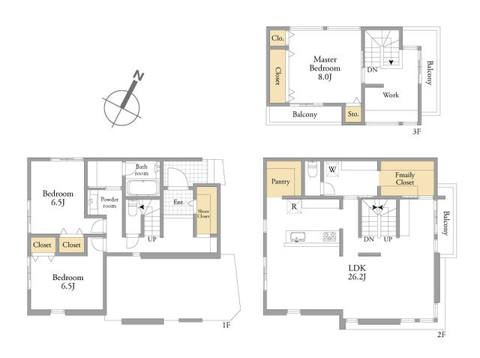 Clo.
Closet
Master
Bedroom
8.0J
DN
Work
Balcony
Sto.
Balcony
3F
N
Bedroom
6.5J
Bath
room
Powder
room
Ent.
Shoes
Closet
UP
Closet
Closet
Bedroom
6.5J
1F
Pantry
W
Fmaily
Closet
R
DN
UP
Balcony
LDK
26.2J
2F